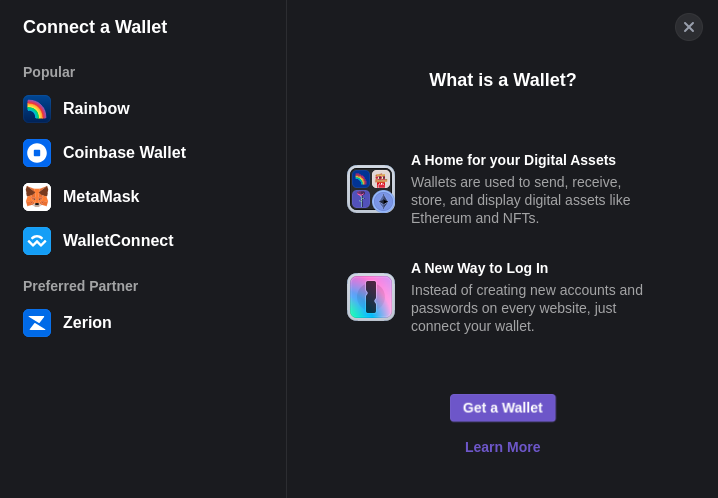 Connect a Wallet
Popular
Rainbow
Coinbase Wallet
MetaMask
WalletConnect
Preferred Partner
Zerion
What is a Wallet?
A Home for your Digital Assets
Wallets are used to send, receive,
store, and display digital assets like
Ethereum and NFTs.
A New Way to Log In
Instead of creating new accounts and
passwords on every website, just
connect your wallet.
Get a Wallet
Learn More